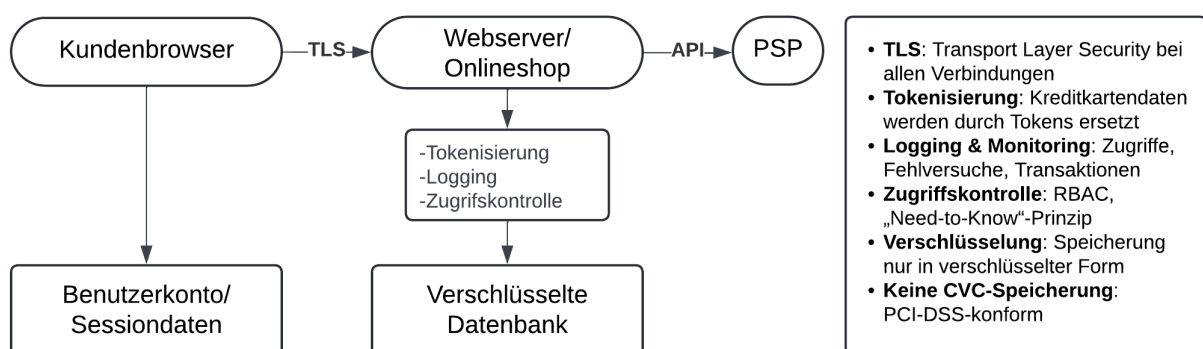 Kundenbrowser
TLS
Webserver/
Onlineshop
API
PSP
-Tokenisierung
-Logging
-Zugrifskontrolle
Benutzerkonto/
Sessiondaten
Verschlüsselte
Datenbank
• TLS: Transport Layer Security bei
allen Verbindungen
• Tokenisierung: Kreditkartendaten
werden durch Tokens ersetzt
• Logging & Monitoring: Zugriffe,
Fehlversuche, Transaktionen
• Zugriffskontrolle: RBAC,
„Need-to-Know“-Prinzip
• Verschlüsselung: Speicherung
nur in verschlüsselter Form
• Keine CVC-Speicherung:
PCI-DSS-konform